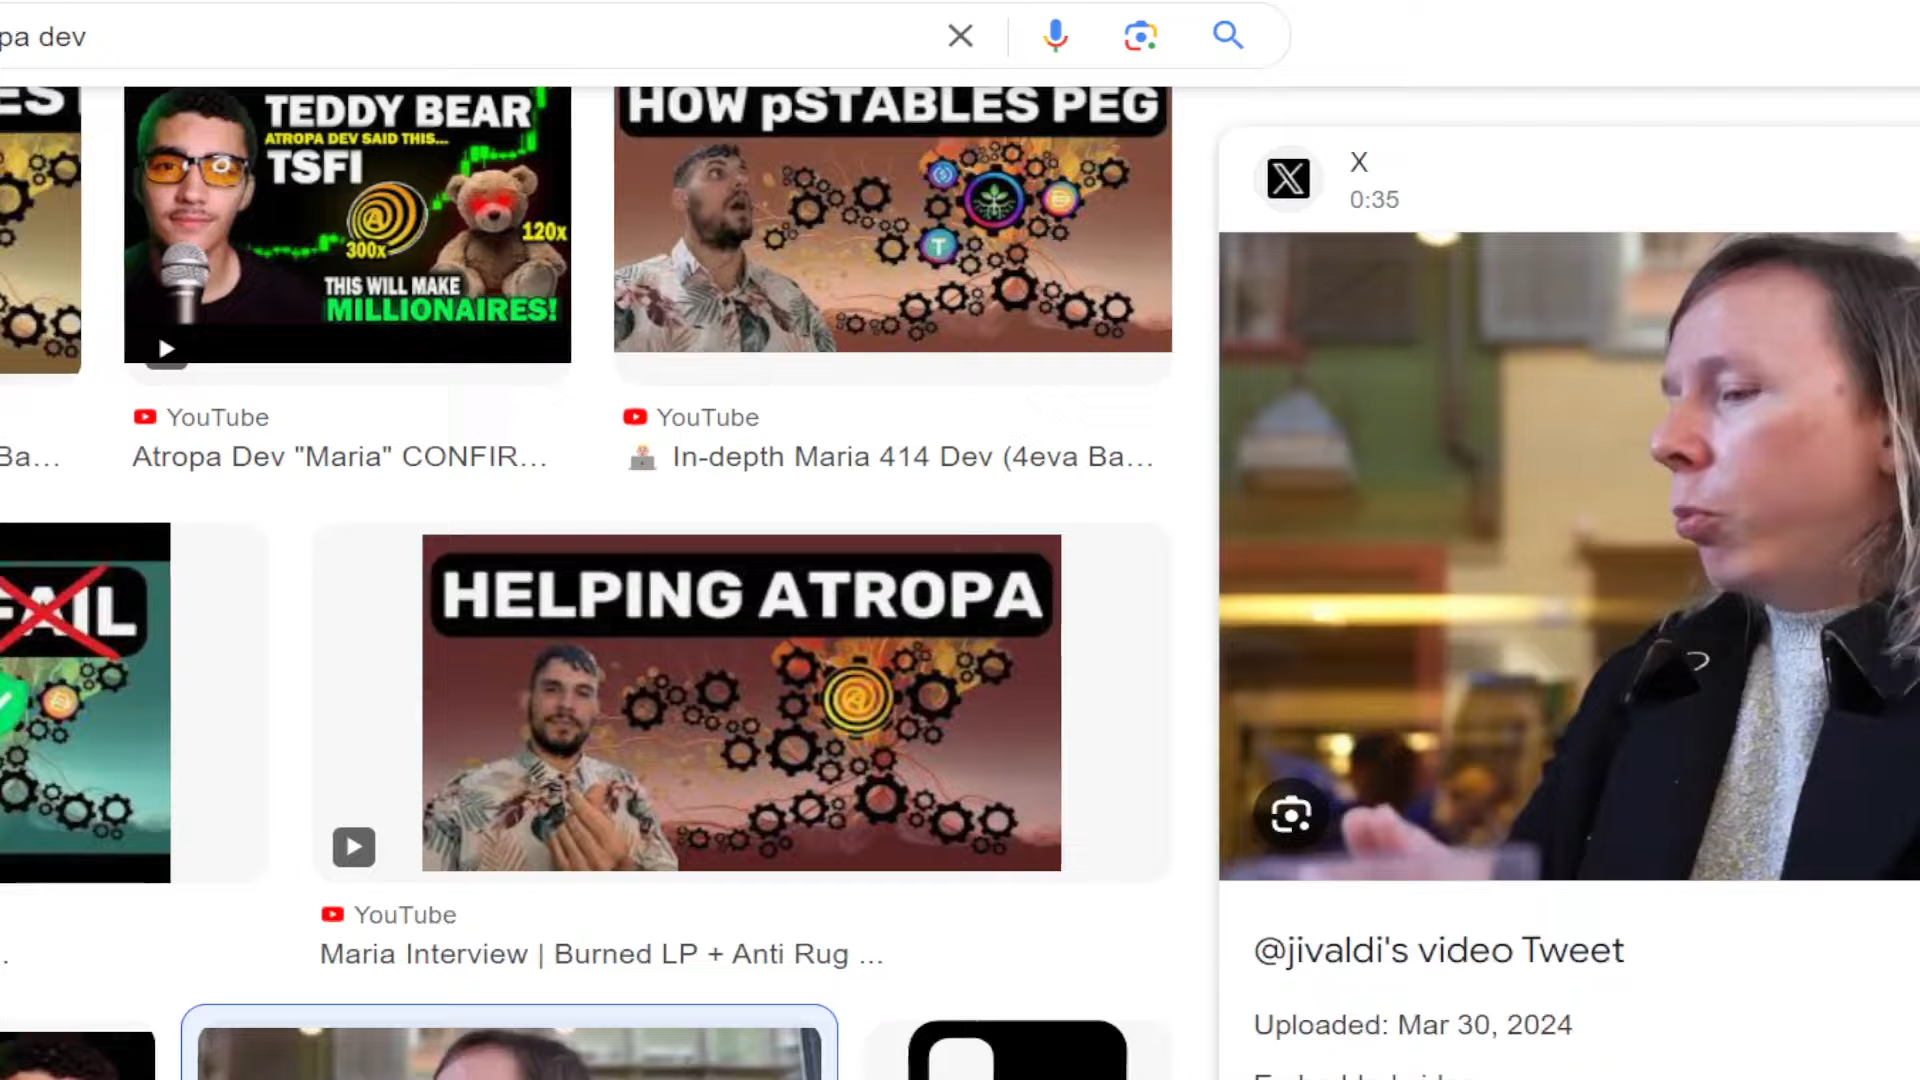 pa dev
EST
TEDDY BEAR
ATROPA DEV SAID THIS...
TSFI
300x
120x
THIS WILL MAKE
MILLIONAIRES!
HOW pSTABLES PEG
X
0:35
YouTube
YouTube
Ba...
Atropa Dev "Maria" CONFIR...
In-depth Maria 414 Dev (4eva Ba...
FAIL
HELPING ATROPA
YouTube
Maria Interview | Burned LP + Anti Rug ...
@jivaldi's video Tweet
Uploaded: Mar 30, 2024